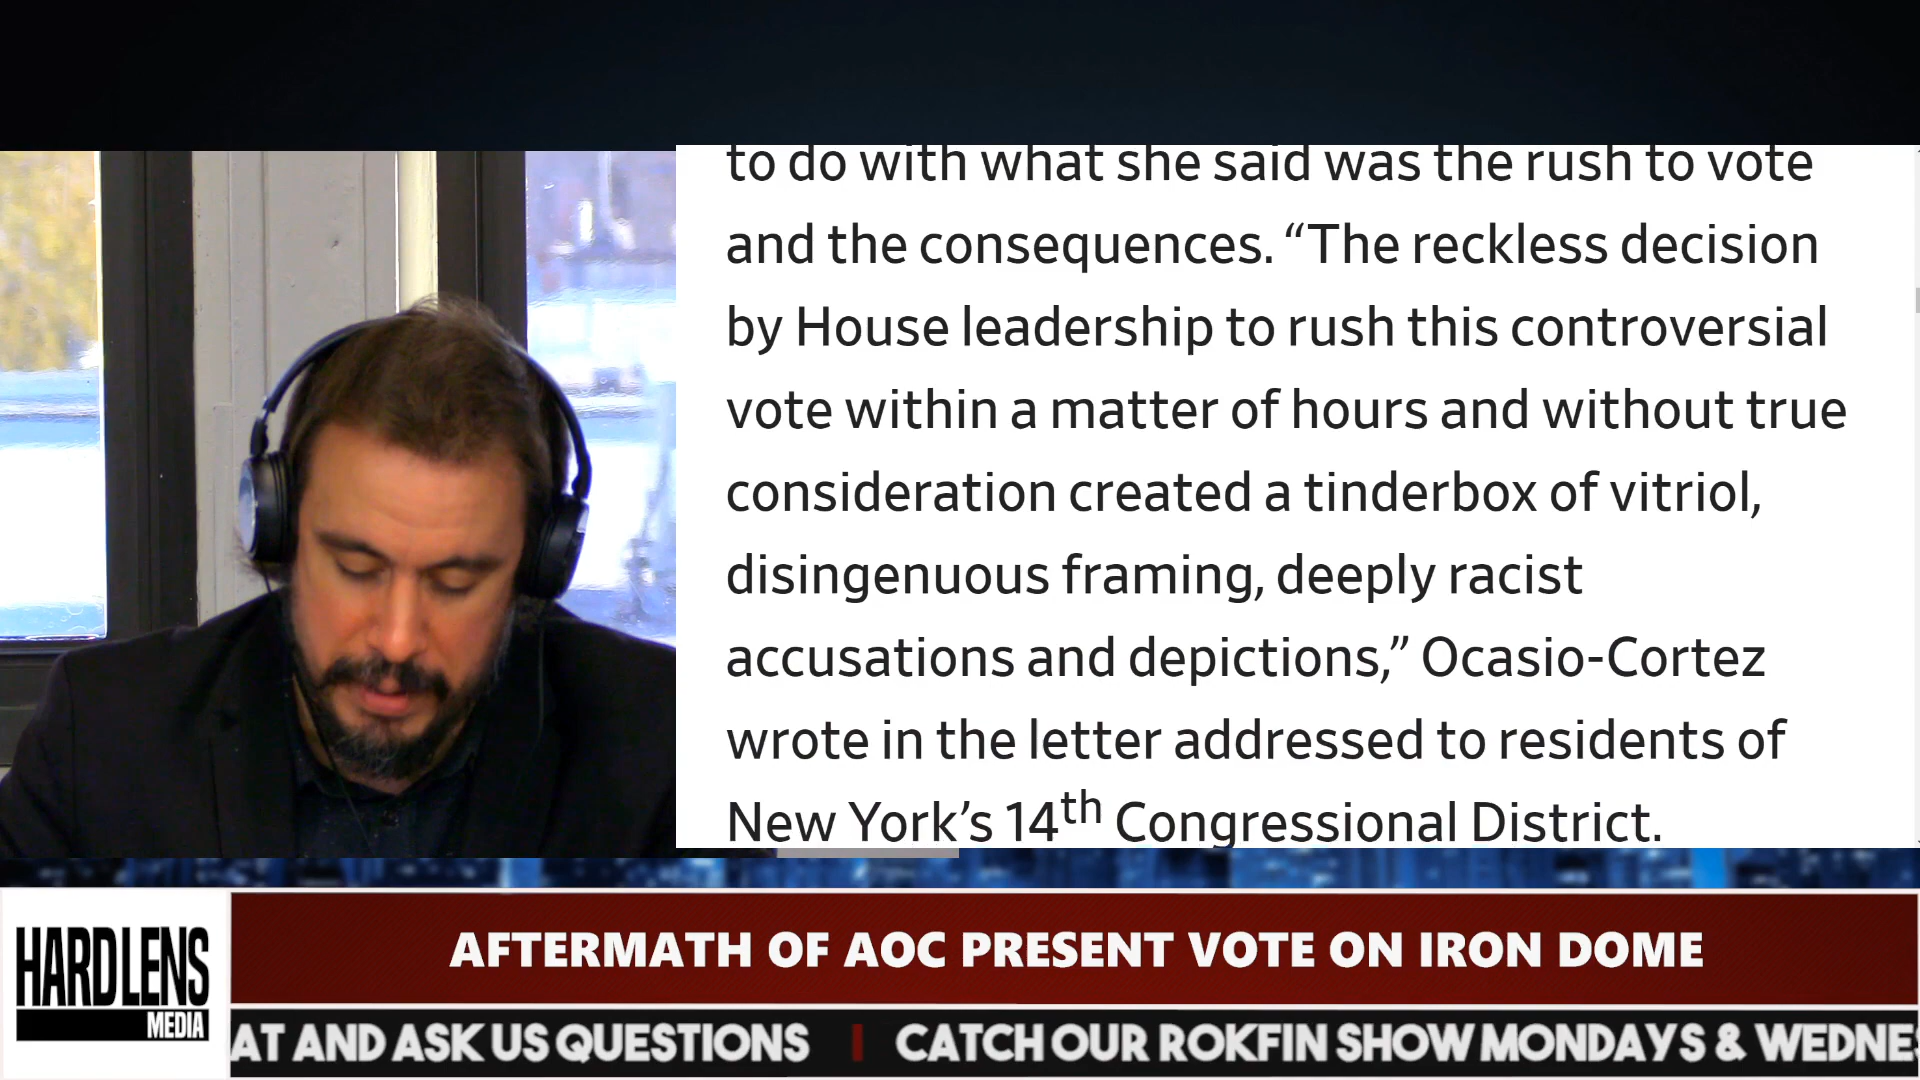 to do with what she said was the rush to vote
and the consequences. “The reckless decision
by House leadership to rush this controversial
vote within a matter of hours and without true
consideration created a tinderbox of vitriol,
disingenuous framing, deeply racist
accusations and depictions,” Ocasio-Cortez
wrote in the letter addressed to residents of
New York’s 14th Congressional District.
HARD LENS
MEDIA
AFTERMATH OF AOC PRESENT VOTE ON IRON DOME
AT AND ASK US QUESTIONS | CATCH OUR ROKFIN SHOW MONDAYS & WEDNES